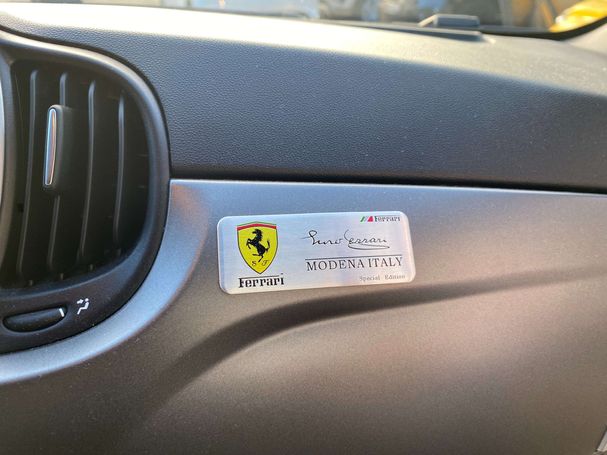 S F
Ferrari
Ferrari
Enzo Ferrari
MODENA ITALY
Special Edition